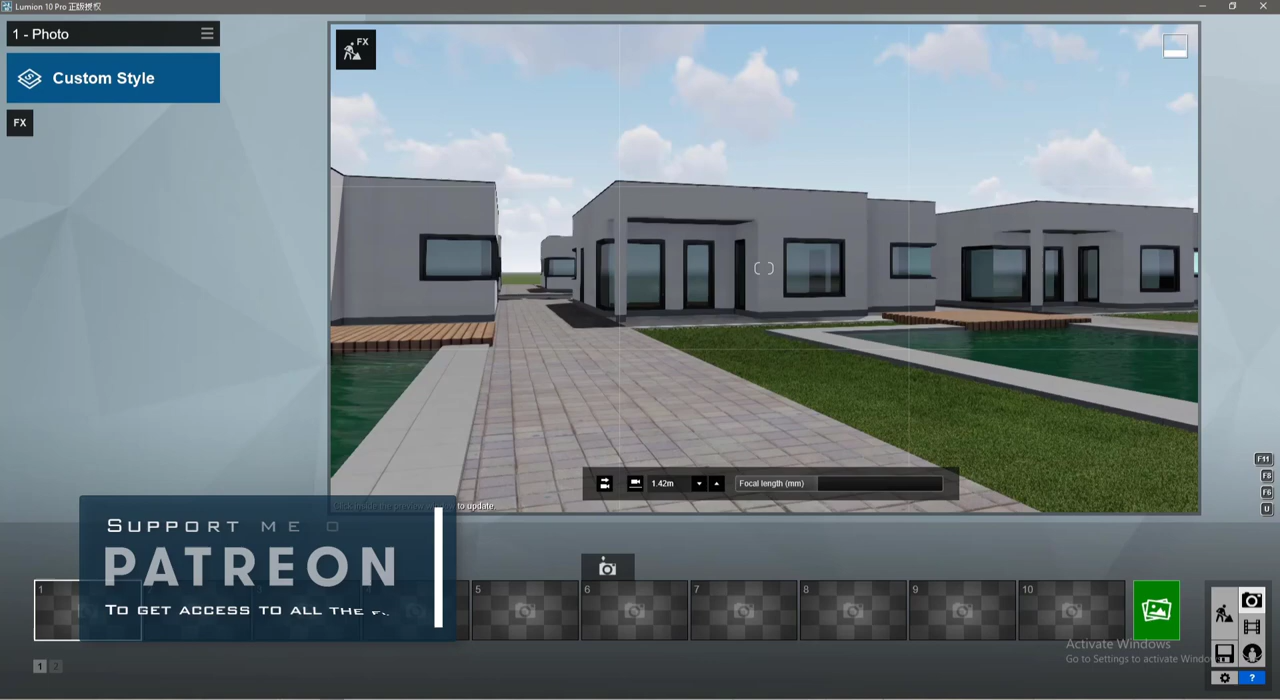 Lumion 10 Pro 正版授权
1 - Photo
Custom Style
FX
FX
1.42m
Focal length (mm)
to update.
SUPPORT ME O
PATREON
TO GET ACCESS TO ALL THE
1
5
6
7
8
9
10
F11
F8
F6
U
Activate Windows
Go to Settings to activate Windo
1
2
?